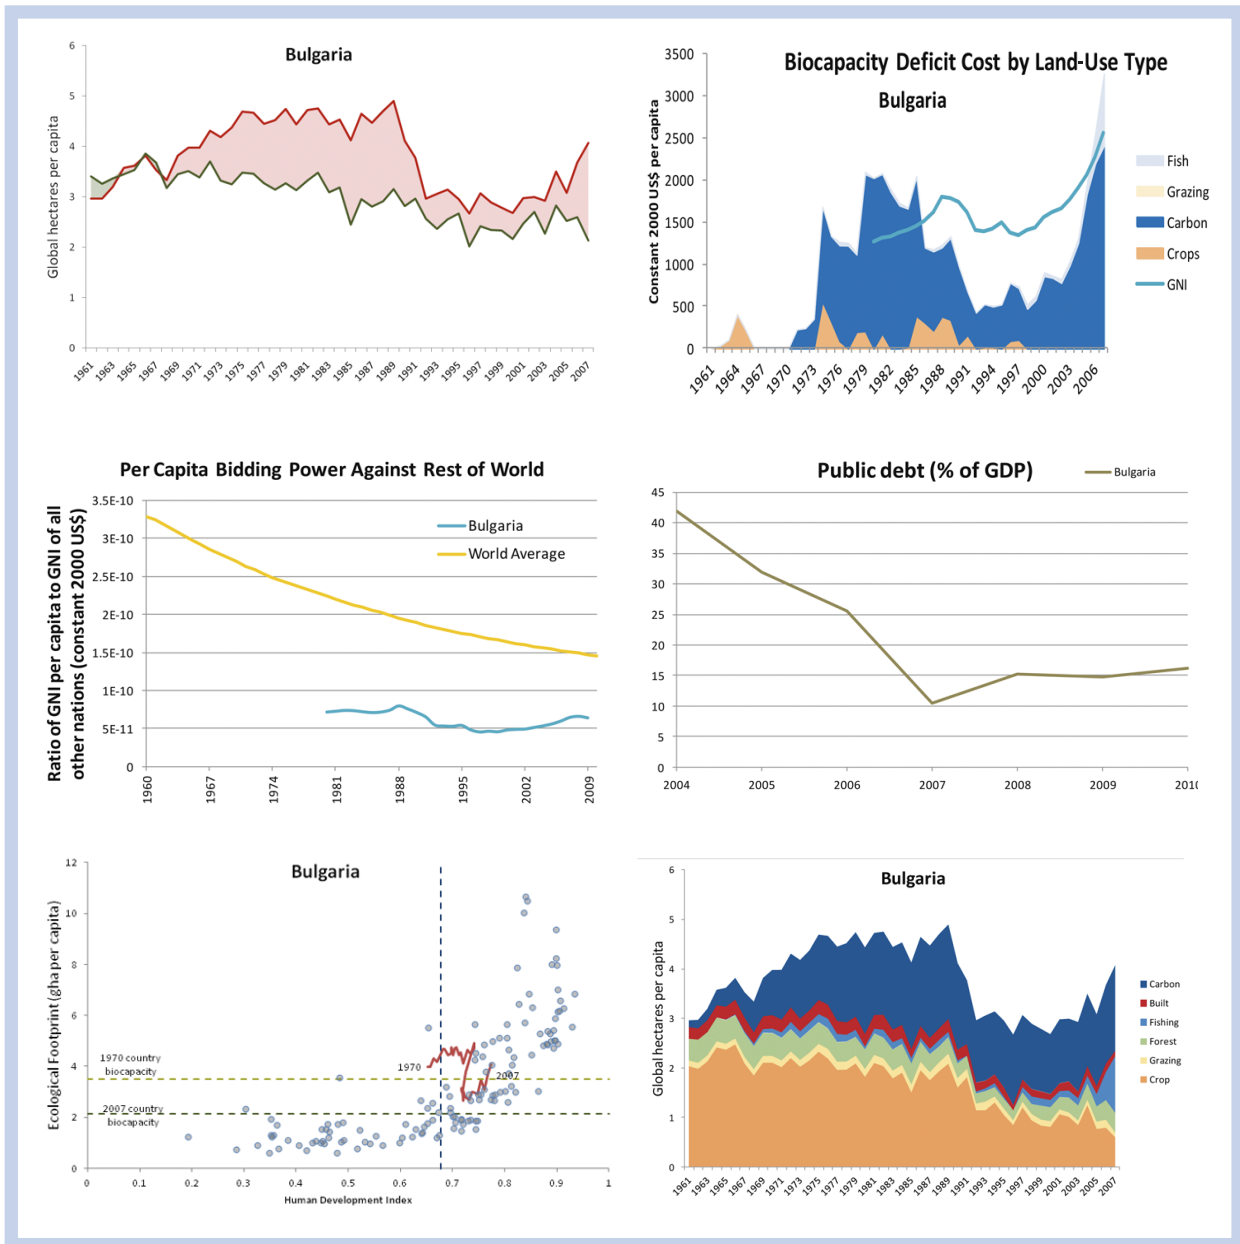 Bulgaria
Global hectares per capita
6
5
4
3
2
1
0
1961 1963 1965 1967 1969 1971 1973 1975 1977 1979 1981 1983 1985 1987 1989 1991 1993 1995 1997 1999 2001 2003 2005 2007
Biocapacity Deficit Cost by Land-Use Type
Bulgaria
Constant 2000 US$ per capita
3500
3000
2500
2000
1500
1000
500
0
1961 1964 1967 1970 1973 1976 1979 1982 1985 1988 1991 1994 1997 2000 2003 2006
Fish
Grazing
Carbon
Crops
GNI
Per Capita Bidding Power Against Rest of World
Ratio of GNI per capita to GNI of all
other nations (constant 2000 US$)
3.5E-10
3E-10
2.5E-10
2E-10
1.5E-10
1E-10
5E-11
0
Bulgaria
World Average
1960 1967 1974 1981 1988 1995 2002 2009
Public debt (% of GDP)
Bulgaria
45
40
35
30
25
20
15
10
5
0
2004 2005 2006 2007 2008 2009 2010
Bulgaria
Ecological Footprint (gha per capita)
12
10
8
6
4
2
0
1970 country
biocapacity
2007 country
biocapacity
1970
2007
0 0.1 0.2 0.3 0.4 0.5 0.6 0.7 0.8 0.9 1
Human Development Index
Bulgaria
Global hectares per capita
6
5
4
3
2
1
0
1961 1963 1965 1967 1969 1971 1973 1975 1977 1979 1981 1983 1985 1987 1989 1991 1993 1995 1997 1999 2001 2003 2005 2007
Carbon
Built
Fishing
Forest
Grazing
Crop